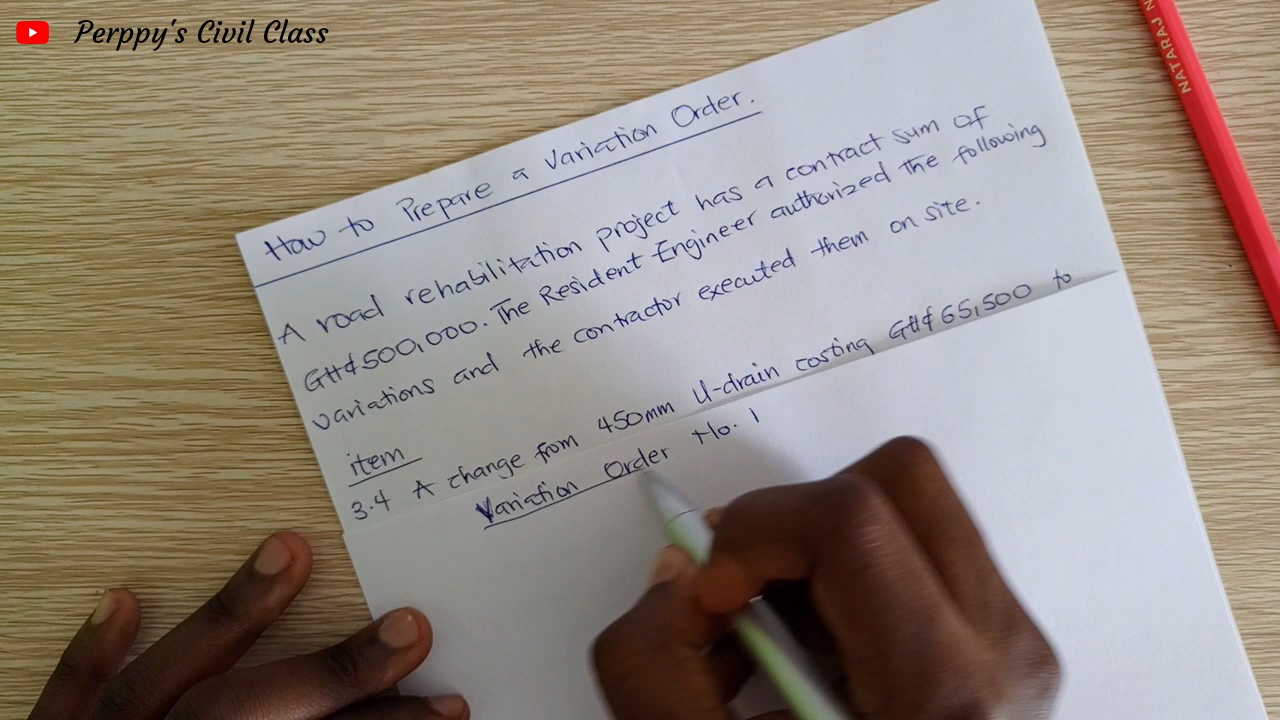 Perppy's Civil Class
How to Prepare a Variation Order.
A road rehabilitation project has a contract sum of
GH¢500,000. The Resident Engineer authorized the following
variations and the contractor executed them on site.
item
3.4 A change from 450mm U-drain costing GH¢65,500 to
Variation Order No. 1
NATARAJ